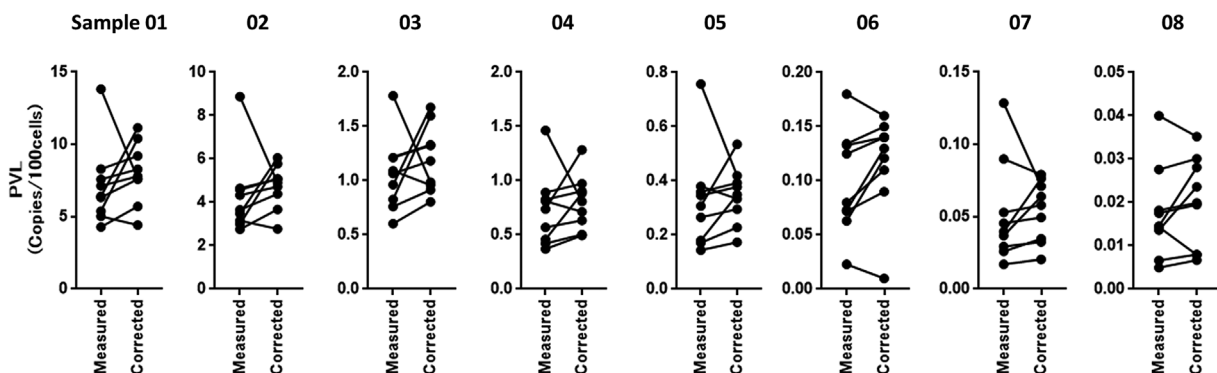 Sample 01 02 03 04 05 06 07 08
PVL
(Copies/100cells)
15 10 2.0 2.0 0.8 0.20 0.15 0.05
8 0.04
10 1.5 1.5 0.6 0.15 0.10
6 0.03
1.0 1.0 0.4 0.10
4 0.02
5 0.5 0.5 0.2 0.05 0.05
2 0.01
0 0 0.0 0.0 0.0 0.00 0.00 0.00
Measured Corrected Measured Corrected Measured Corrected Measured Corrected Measured Corrected Measured Corrected Measured Corrected Measured Corrected